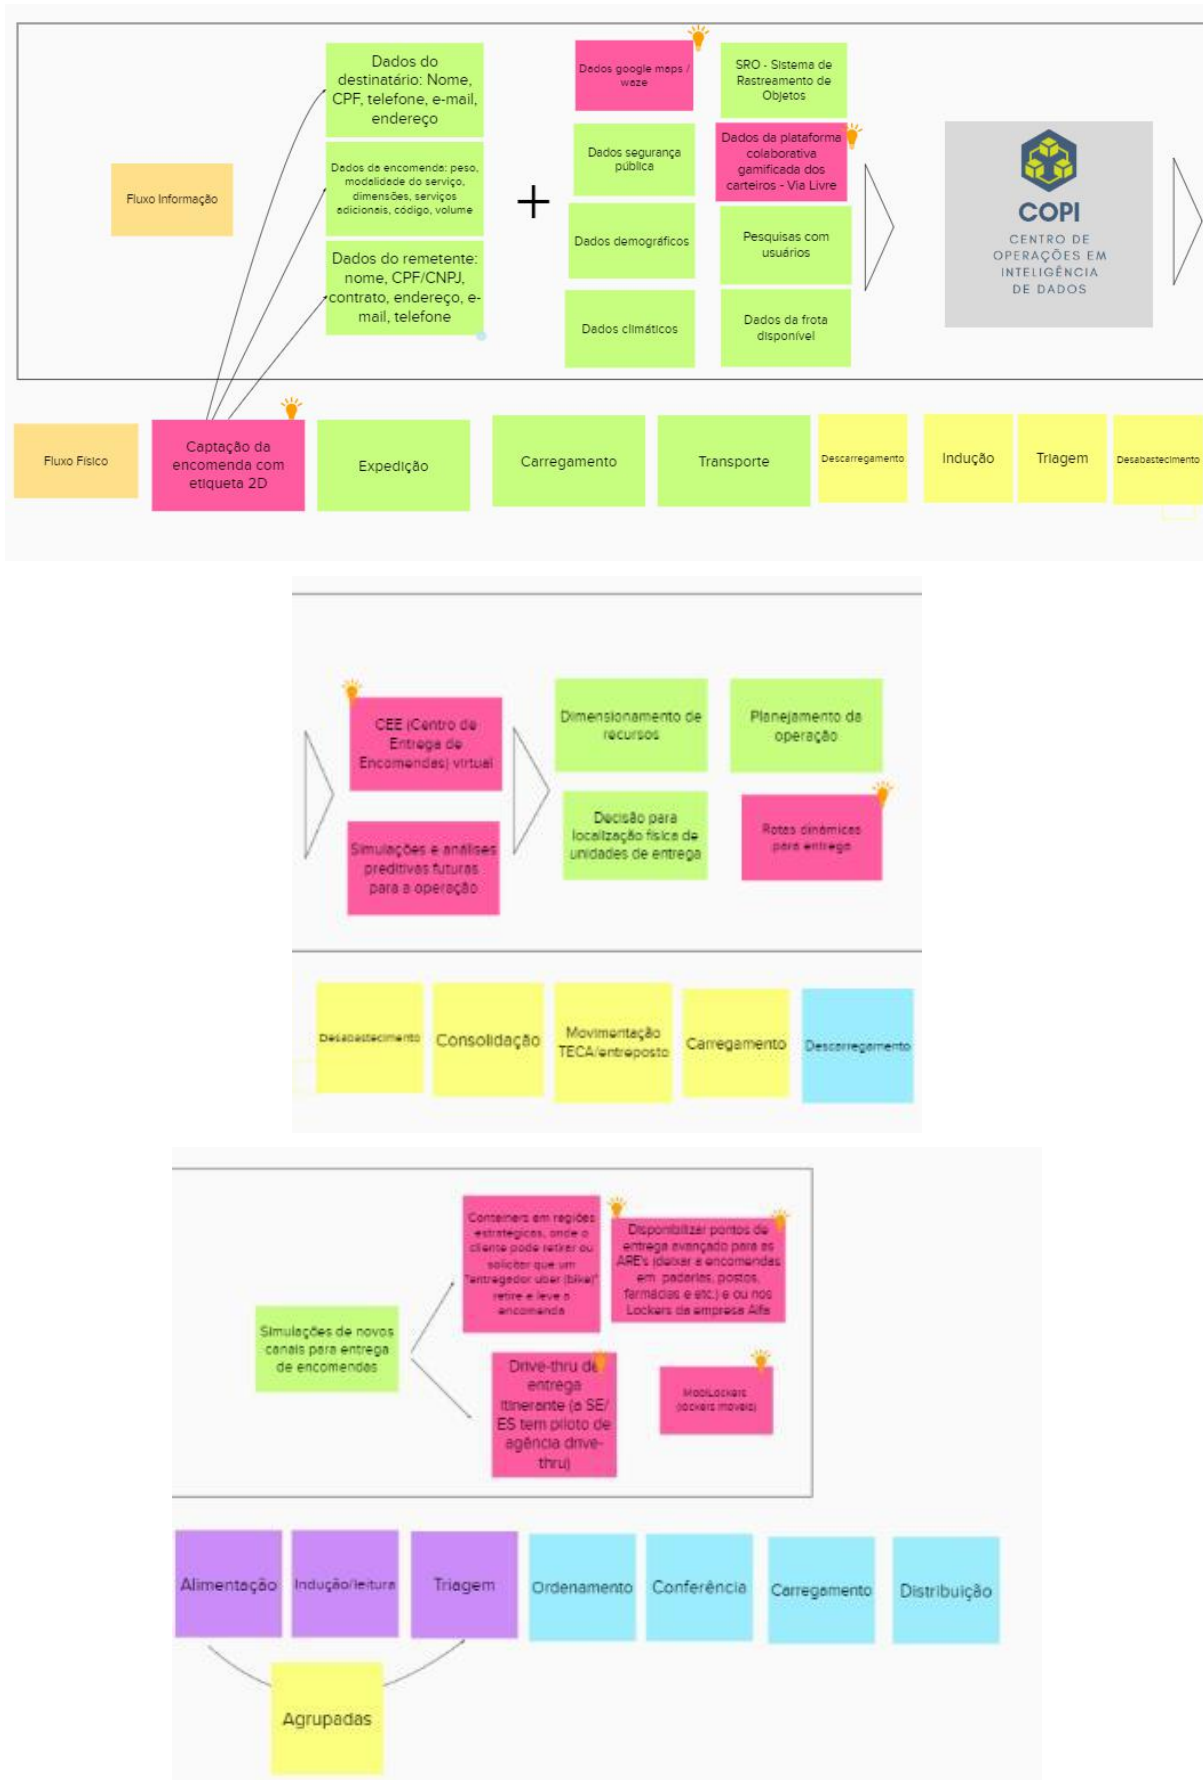 Dados do
destinatário: Nome,
CPF, telefone, e-mail,
endereço
Dados da encomenda: peso,
modalidade do serviço,
dimensões, serviços
adicionais, código, volume
Dados do remetente:
nome, CPF/CNPJ,
contrato, endereço, e-
mail, telefone
Fluxo Informação
+
Dados google maps /
waze
Dados segurança
pública
Dados demográficos
Dados climáticos
SRO - Sistema de
Rastreamento de
Objetos
Dados da plataforma
colaborativa
gamificada dos
carteiros - Via Livre
Pesquisas com
usuários
Dados da frota
disponível
COPI
CENTRO DE
OPERAÇÕES EM
INTELIGÊNCIA
DE DADOS
Fluxo Físico
Captação da
encomenda com
etiqueta 2D
Expedição
Carregamento
Transporte
Descarregamento
Indução
Triagem
Desabastecimento
CEE (Centro de
Entrega de
Encomendas) virtual
Simulações e análises
preditivas futuras
para a operação
Dimensionamento de
recursos
Planejamento da
operação
Decisão para
localização física de
unidades de entrega
Rotas dinâmicas
para entrega
Desabastecimento
Consolidação
Movimentação
TECA/entreposto
Carregamento
Descarregamento
Simulações de novos
canais para entrega
de encomendas
Containers em regiões
estratégicas, onde o
cliente pode retirar ou
solicitar que um
"entregador uber (bike)"
retire e leve a
encomenda
Disponibilizar pontos de
entrega avançado para as
ARE's (deixar a encomendas
em padarias, postos,
farmácias e etc.) e ou nos
Lockers da empresa Alfa
Drive-thru de
entrega
itinerante (a SE/
ES tem piloto de
agência drive-
thru)
MobiLockers
(lockers moveis)
Alimentação
Indução/leitura
Triagem
Ordenamento
Conferência
Carregamento
Distribuição
Agrupadas